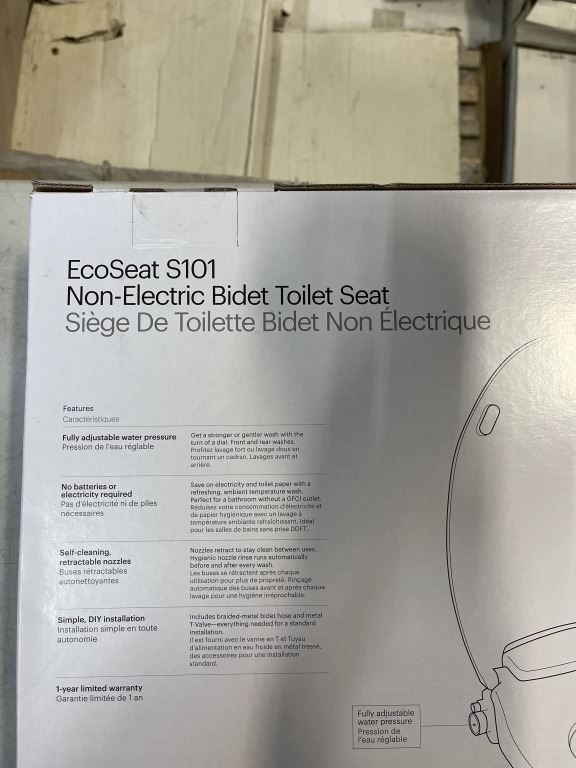 EcoSeat S101
Non-Electric Bidet Toilet Seat
Siège De Toilette Bidet Non Électrique
Features
Caractéristiques
Fully adjustable water pressure
Pression de l'eau réglable
Get a stronger or gentler wash with the
turn of a dial. Front and rear washes.
Profitez lavage fort ou lavage doux en
tournant un cadran. Lavages avant et
arrière.
No batteries or
electricity required
Pas d'électricité ni de piles
nécessaires
Save on electricity and toilet paper with a
refreshing, ambient temperature wash.
Perfect for a bathroom without a GFCI outlet.
Réduisez votre consommation d'électricité et
de papier hygiénique avec un lavage à
température ambiante rafraîchissant. Idéal
pour les salles de bains sans prise DDFT.
Self-cleaning,
retractable nozzles
Buses rétractables
autonettoyantes
Nozzles retract to stay clean between uses.
Hygienic nozzle rinse runs automatically
before and after every wash.
Les buses se rétractent après chaque
utilisation pour plus de propreté. Rinçage
automatique des buses avant et après chaque
lavage pour une hygiène irréprochable.
Simple, DIY installation
Installation simple en toute
autonomie
Includes braided-metal bidet hose and metal
T-Valve—everything needed for a standard
installation.
Il est fourni avec le vanne en T et Tuyau
d'alimentation en eau froide en métal tressé,
des accessoires pour une installation
standard.
1-year limited warranty
Garantie limitée de 1 an
Fully adjustable
water pressure
Pression de
l'eau réglable